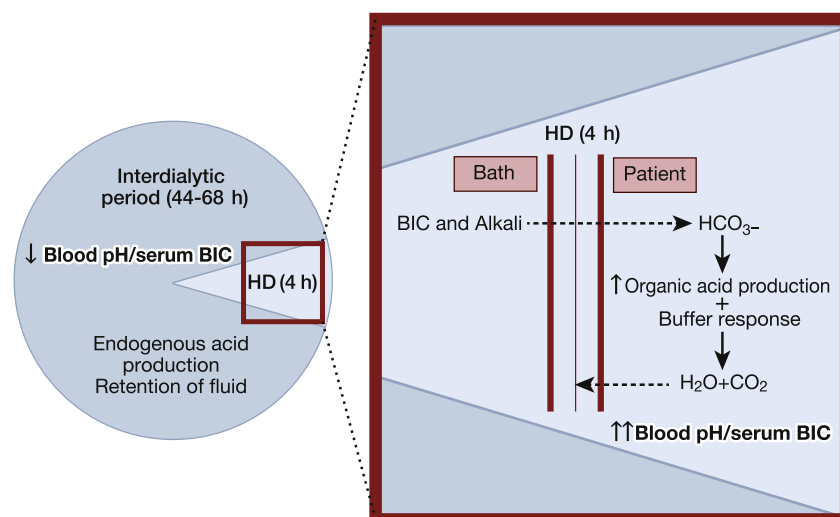 Interdialytic
period (44-68 h)
↓ Blood pH/serum BIC
HD (4 h)
Endogenous acid
production
Retention of fluid
HD (4 h)
Bath
Patient
BIC and Alkali
HCO₃–
↑Organic acid production
+
Buffer response
H₂O+CO₂
↑↑Blood pH/serum BIC